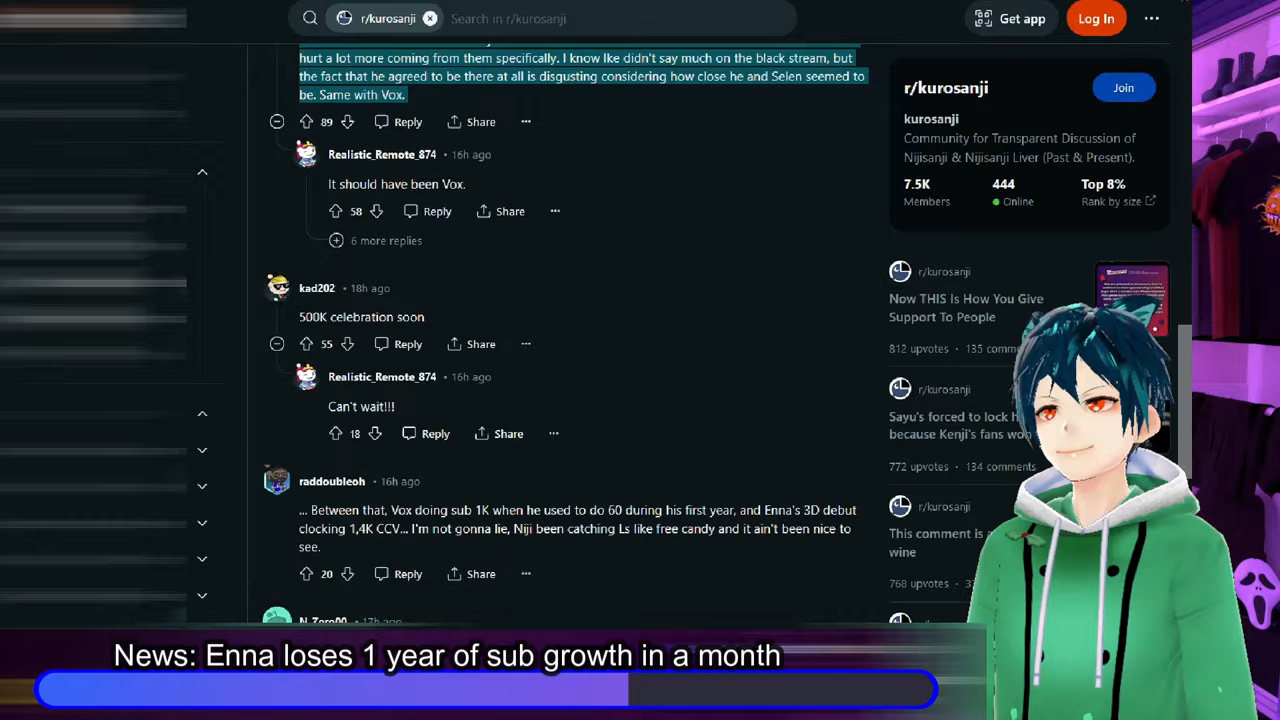 r/kurosanji
Search in r/kurosanji
Get app
Log In
hurt a lot more coming from them specifically. I know Ike didn't say much on the black stream, but
the fact that he agreed to be there at all is disgusting considering how close he and Selen seemed to
be. Same with Vox.
89 Reply Share
Realistic_Remote_874 • 16h ago
It should have been Vox.
58 Reply Share
6 more replies
kad202 • 18h ago
500K celebration soon
55 Reply Share
Realistic_Remote_874 • 16h ago
Can't wait!!!
18 Reply Share
raddoubleoh • 16h ago
... Between that, Vox doing sub 1K when he used to do 60 during his first year, and Enna's 3D debut
clocking 1,4K CCV... I'm not gonna lie, Niji been catching Ls like free candy and it ain't been nice to
see.
20 Reply Share
r/kurosanji
Join
kurosanji
Community for Transparent Discussion of
Nijisanji & Nijisanji Liver (Past & Present).
7.5K 444 Top 8%
Members Online Rank by size
r/kurosanji
Now THIS Is How You Give
Support To People
812 upvotes • 135
r/kurosanji
Sayu's forced to lock
because Kenji's fans
772 upvotes • 134 comments
r/kurosanji
This comment is
wine
768 upvotes
News: Enna loses 1 year of sub growth in a month